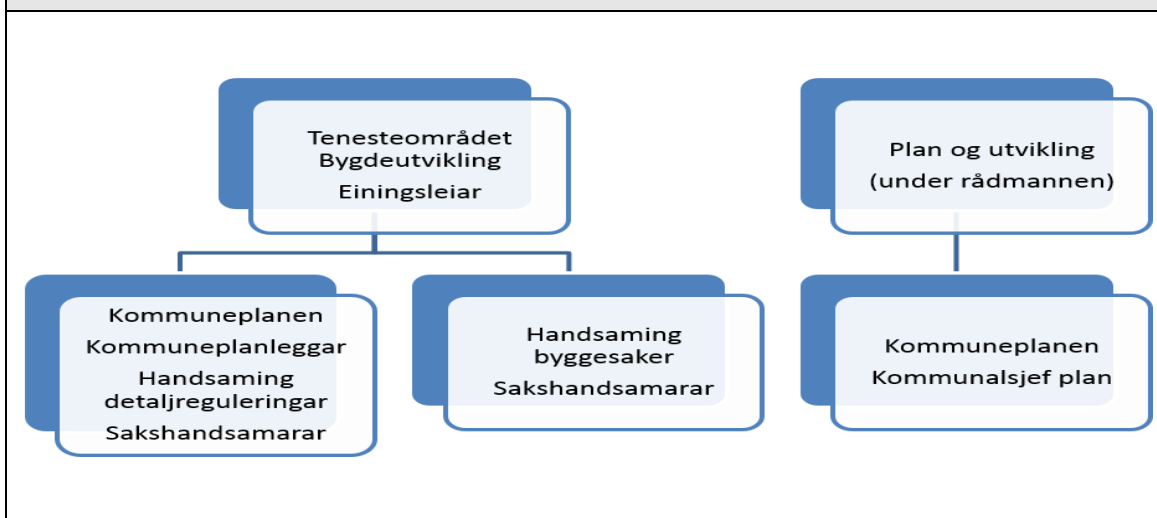 Tenesteområdet
Bygdeutvikling
Einingsleiar
Plan og utvikling
(under rådmannen)
Kommuneplanen
Kommuneplanleggar
Handsaming
detaljreguleringar
Sakshandsamarar
Handsaming
byggesaker
Sakshandsamarar
Kommuneplanen
Kommunalsjef plan